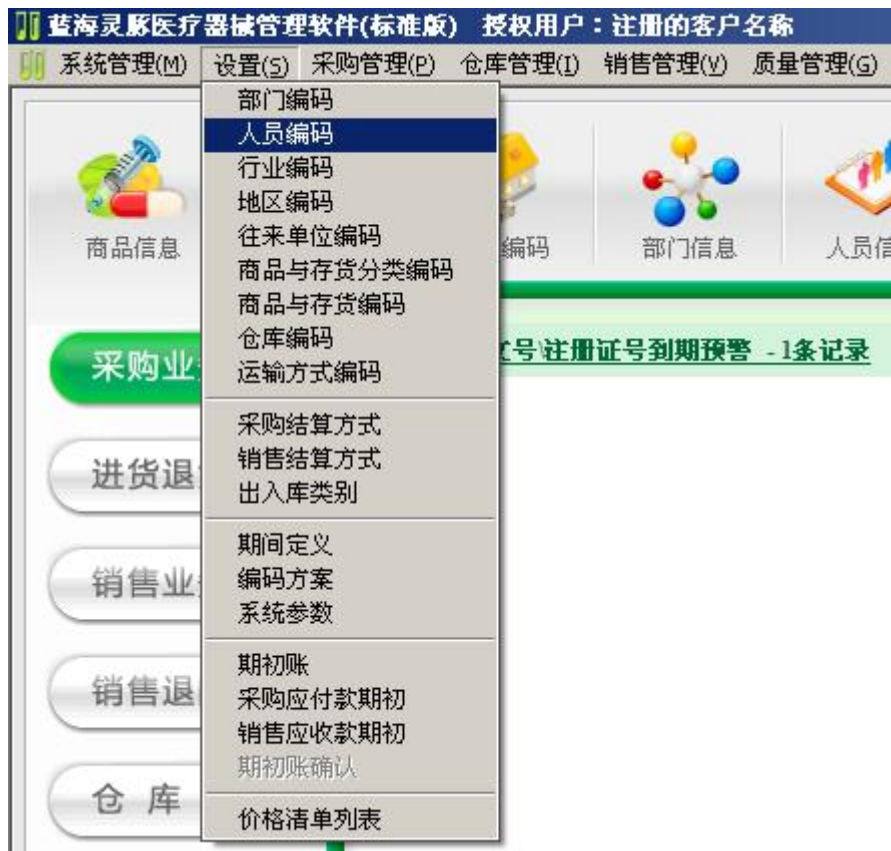 蓝海灵豚医疗器械管理软件(标准版) 授权用户：注册的客户名称
系统管理(M) 设置(S) 采购管理(P) 仓库管理(I) 销售管理(V) 质量管理(G)
部门编码
人员编码
行业编码
地区编码
往来单位编码
商品与存货分类编码
商品与存货编码
仓库编码
运输方式编码
采购结算方式
销售结算方式
出入库类别
期间定义
编码方案
系统参数
期初账
采购应付款期初
销售应收款期初
期初账确认
价格清单列表
商品信息
编码
部门信息
人员信
号\注册证号到期预警 - 1条记录
采购业
进货退
销售业
销售退
仓 库